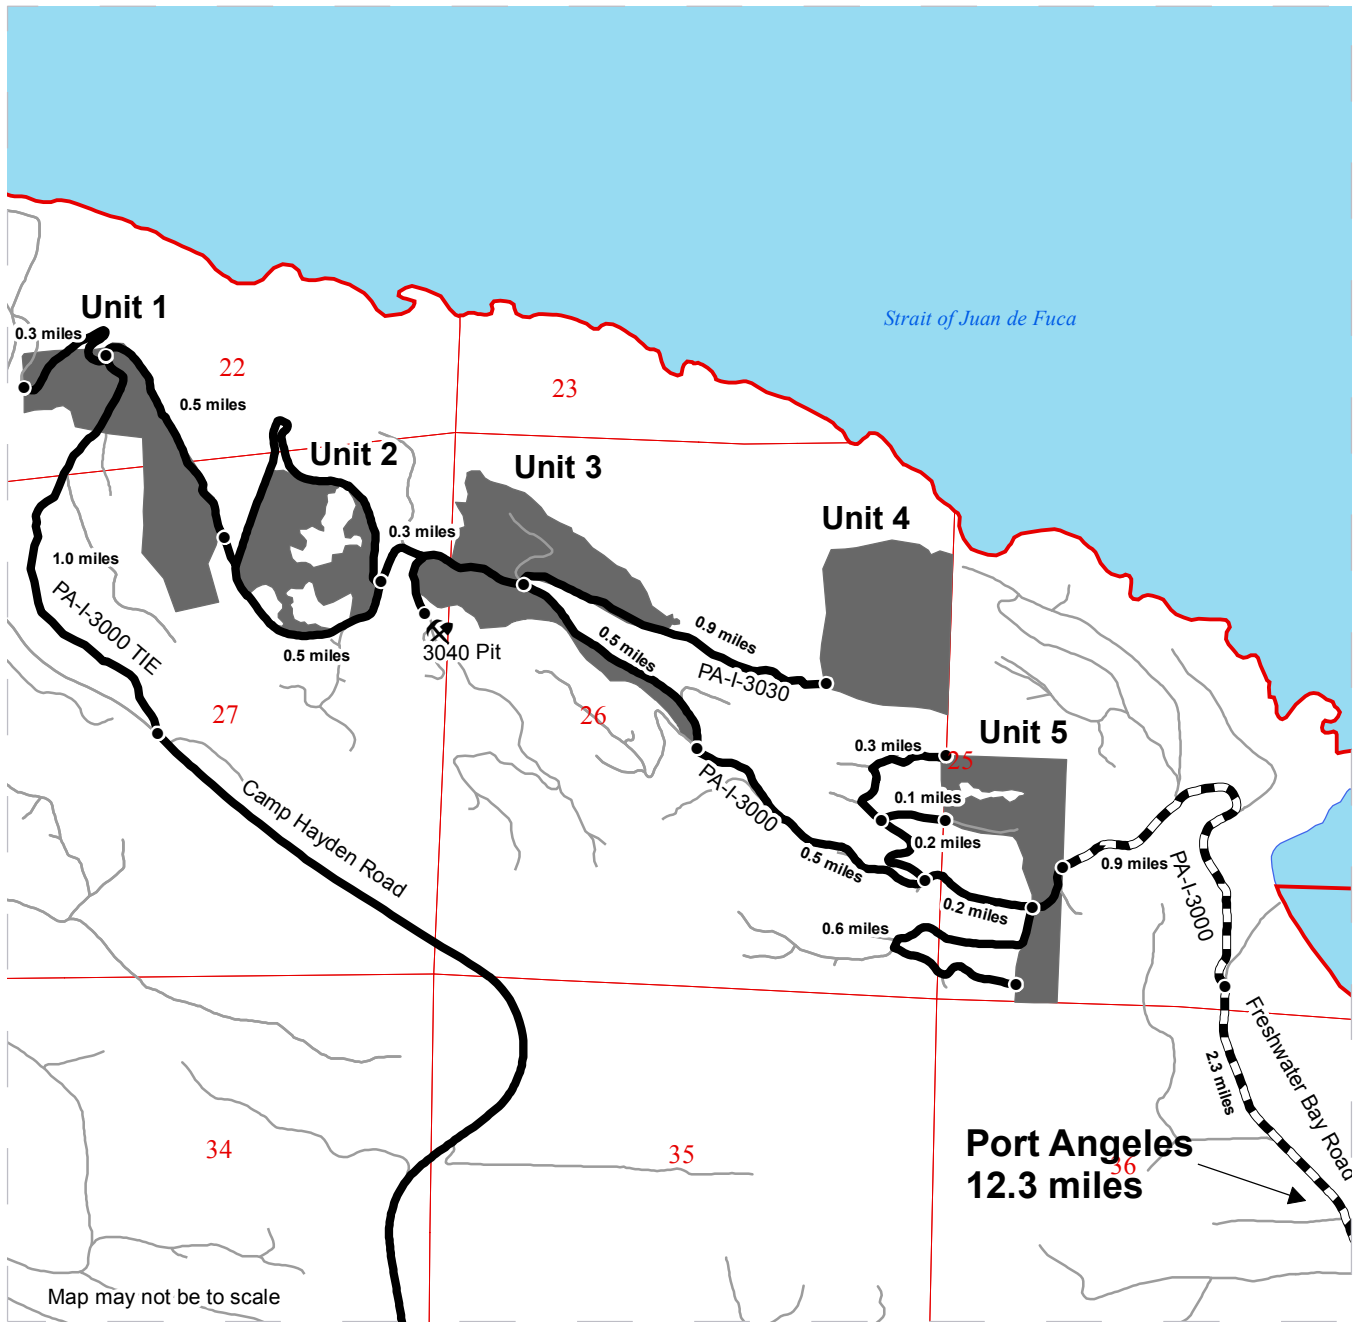 Strait of Juan de Fuca
Unit 1
0.3 miles
22
23
0.5 miles
Unit 2
Unit 3
Unit 4
0.3 miles
1.0 miles
PA-I-3000 TIE
0.5 miles
3040 Pit
0.5 miles
0.9 miles
PA-I-3030
27
26
Unit 5
0.3 miles
25
PA-I-3000
0.1 miles
0.2 miles
Camp Hayden Road
0.5 miles
0.9 miles
PA-I-3000
0.2 miles
0.6 miles
Freshwater Bay Road
2.3 miles
34
35
36
Port Angeles
12.3 miles
Map may not be to scale